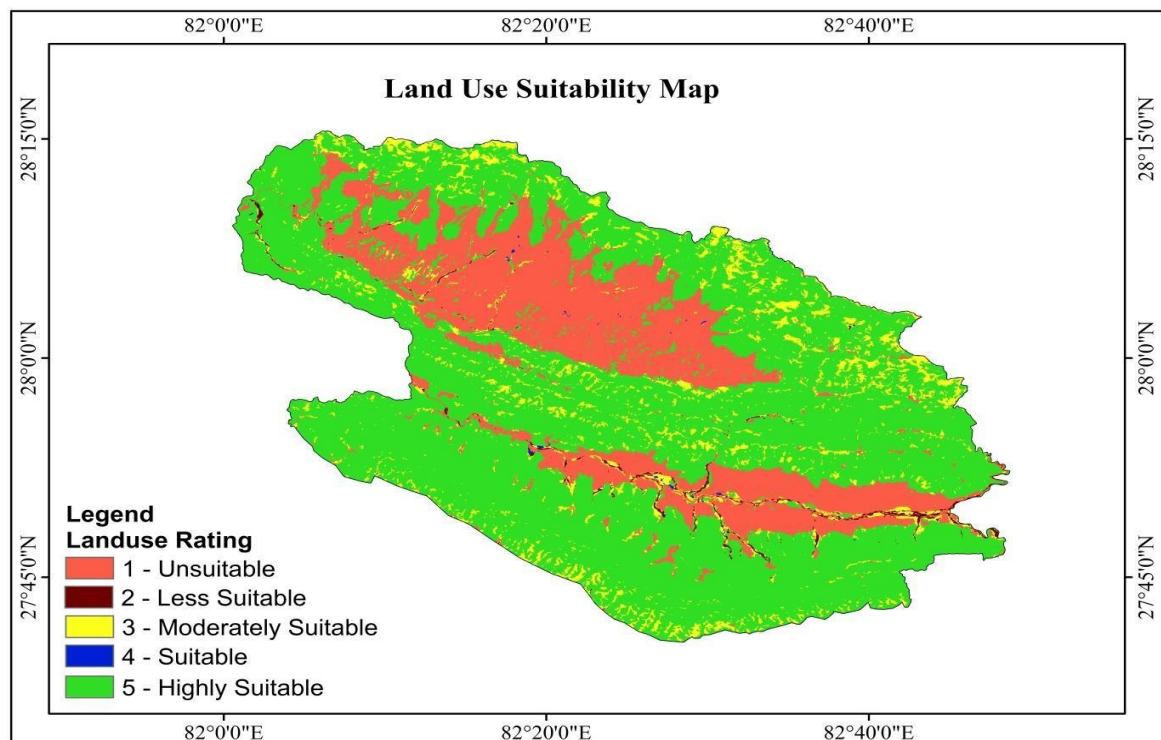 82°0'0"E 82°20'0"E 82°40'0"E
Land Use Suitability Map
28°15'0"N 28°15'0"N
28°0'0"N 28°0'0"N
27°45'0"N 27°45'0"N
Legend
Landuse Rating
1 - Unsuitable
2 - Less Suitable
3 - Moderately Suitable
4 - Suitable
5 - Highly Suitable
82°0'0"E 82°20'0"E 82°40'0"E